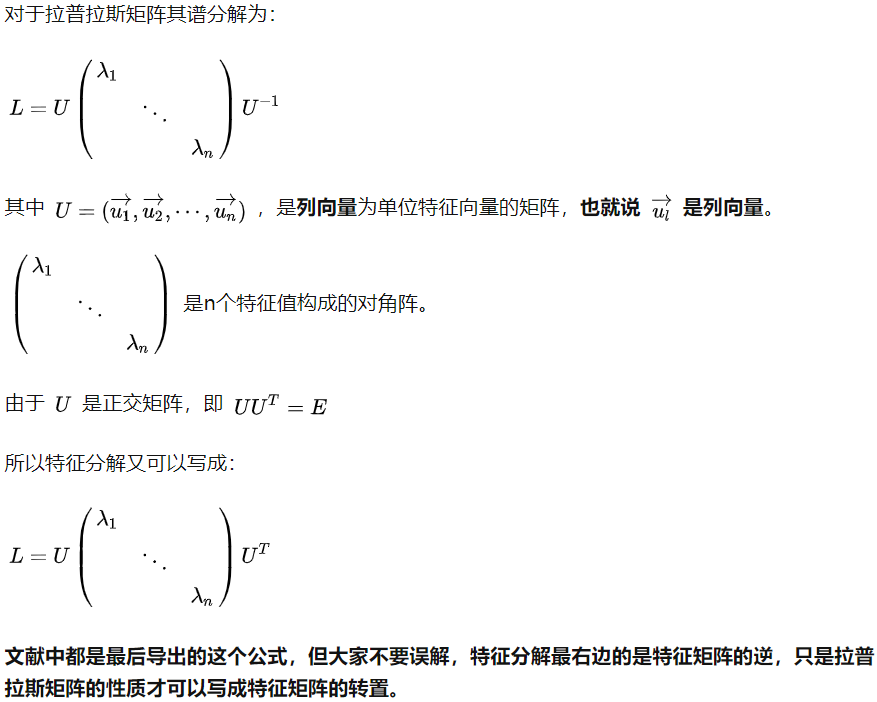 对于拉普拉斯矩阵其谱分解为：
$L = U \begin{pmatrix} \lambda_1 & & \\ & \ddots & \\ & & \lambda_n \end{pmatrix} U^{-1}$
其中 $U = (\overrightarrow{u_1}, \overrightarrow{u_2}, \cdots, \overrightarrow{u_n})$ ，是列向量为单位特征向量的矩阵，也就说 $\overrightarrow{u_l}$ 是列向量。
$\begin{pmatrix} \lambda_1 & & \\ & \ddots & \\ & & \lambda_n \end{pmatrix}$ 是n个特征值构成的对角阵。
由于 $U$ 是正交矩阵，即 $UU^T = E$
所以特征分解又可以写成：
$L = U \begin{pmatrix} \lambda_1 & & \\ & \ddots & \\ & & \lambda_n \end{pmatrix} U^T$
文献中都是最后导出的这个公式，但大家不要误解，特征分解最右边的是特征矩阵的逆，只是拉普
拉斯矩阵的性质才可以写成特征矩阵的转置。